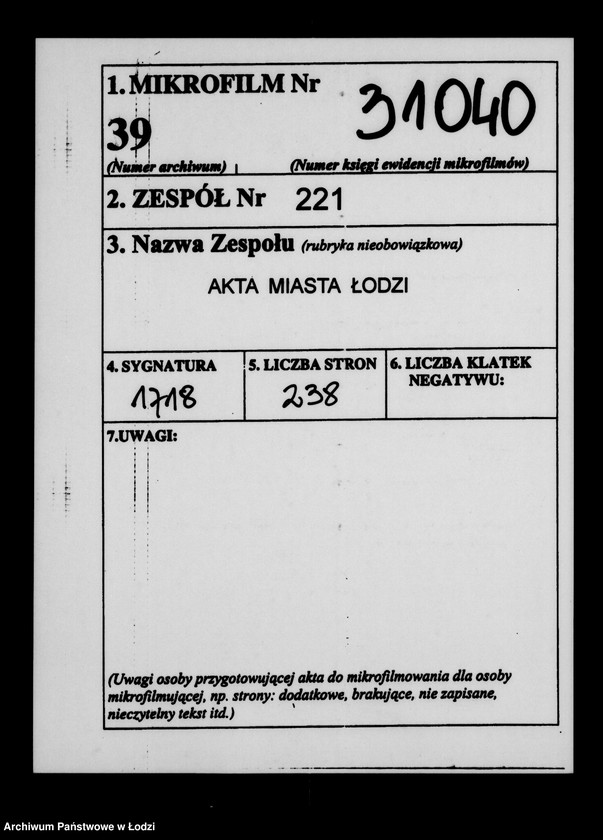 1. MIKROFILM Nr
31040
39
(Numer archiwum) (Numer księgi ewidencji mikrofilmów)
2. ZESPÓŁ Nr 221
3. Nazwa Zespołu (rubryka nieobowiązkowa)
AKTA MIASTA ŁODZI
4. SYGNATURA
1718
5. LICZBA STRON
238
6. LICZBA KLATEK
NEGATYWU:
7.UWAGI:
(Uwagi osoby przygotowującej akta do mikrofilmowania dla osoby
mikrofilmującej, np. strony: dodatkowe, brakujące, nie zapisane,
nieczytelny tekst itd.)
Archiwum Państwowe w Łodzi